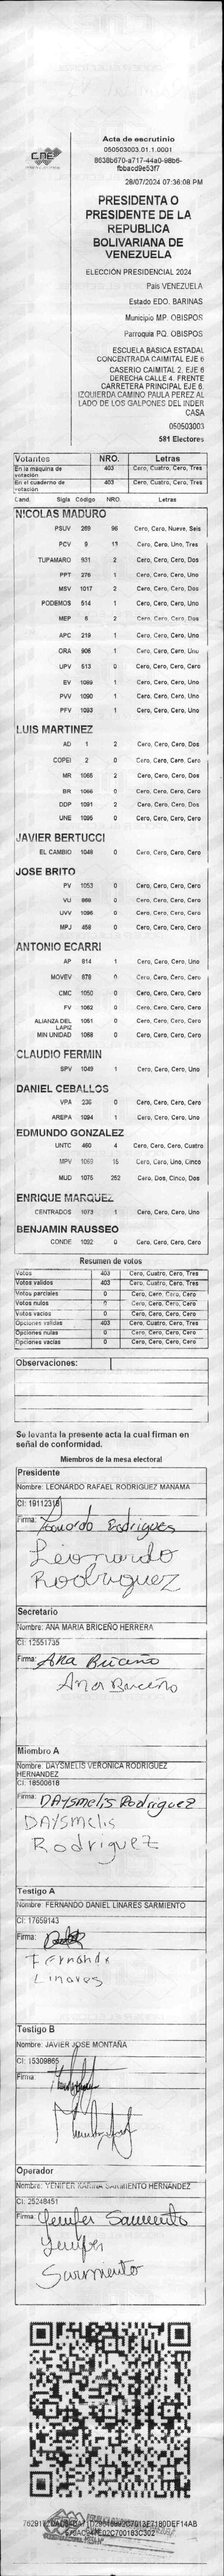 Acta de escrutinio
050503003.01.1.0001
8638b670-a717-44a0-98b6-
fbbacd9e53f7
28/07/2024 07:36:08 PM
CNE
PRESIDENTA O
PRESIDENTE DE LA
REPUBLICA
BOLIVARIANA DE
VENEZUELA
ELECCIÓN PRESIDENCIAL 2024
País VENEZUELA
Estado EDO. BARINAS
Municipio MP. OBISPOS
Parroquia PQ. OBISPOS
ESCUELA BASICA ESTADAL
CONCENTRADA CAIMITAL EJE 6
CASERIO CAIMITAL 2, EJE 6
DERECHA CALLE 4. FRENTE
CARRETERA PRINCIPAL EJE 6.
IZQUIERDA CAMINO PAULA PEREZ AL
LADO DE LOS GALPONES DEL INDER
CASA
050503003
581 Electores
Votantes NRO. Letras
En la máquina de votación 403 Cero, Cuatro, Cero, Tres
En el cuaderno de votación 403 Cero, Cuatro, Cero, Tres
Cand. Sigla Código NRO. Letras
NICOLAS MADURO
PSUV 269 96 Cero, Cero, Nueve, Seis
PCV 9 13 Cero, Cero, Uno, Tres
TUPAMARO 931 2 Cero, Cero, Cero, Dos
PPT 276 1 Cero, Cero, Cero, Uno
MSV 1017 2 Cero, Cero, Cero, Dos
PODEMOS 514 1 Cero, Cero, Cero, Uno
MEP 6 2 Cero, Cero, Cero, Dos
APC 219 1 Cero, Cero, Cero, Uno
ORA 906 1 Cero, Cero, Cero, Uno
UPV 513 0 Cero, Cero, Cero, Cero
EV 1089 1 Cero, Cero, Cero, Uno
PVV 1090 1 Cero, Cero, Cero, Uno
PFV 1093 1 Cero, Cero, Cero, Uno
LUIS MARTINEZ
AD 1 2 Cero, Cero, Cero, Dos
COPEI 2 0 Cero, Cero, Cero, Cero
MR 1065 2 Cero, Cero, Cero, Dos
BR 1066 0 Cero, Cero, Cero, Cero
DDP 1091 2 Cero, Cero, Cero, Dos
UNE 1095 0 Cero, Cero, Cero, Cero
JAVIER BERTUCCI
EL CAMBIO 1048 0 Cero, Cero, Cero, Cero
JOSE BRITO
PV 1053 0 Cero, Cero, Cero, Cero
VU 868 0 Cero, Cero, Cero, Cero
UVV 1096 0 Cero, Cero, Cero, Cero
MPJ 458 0 Cero, Cero, Cero, Cero
ANTONIO ECARRI
AP 814 1 Cero, Cero, Cero, Uno
MOVEV 878 0 Cero, Cero, Cero, Cero
CMC 1050 0 Cero, Cero, Cero, Cero
FV 1062 0 Cero, Cero, Cero, Cero
ALIANZA DEL LAPIZ 1051 0 Cero, Cero, Cero, Cero
MIN UNIDAD 1068 0 Cero, Cero, Cero, Cero
CLAUDIO FERMIN
SPV 1049 1 Cero, Cero, Cero, Uno
DANIEL CEBALLOS
VPA 236 0 Cero, Cero, Cero, Cero
AREPA 1094 1 Cero, Cero, Cero, Uno
EDMUNDO GONZALEZ
UNTC 460 4 Cero, Cero, Cero, Cuatro
MPV 1069 15 Cero, Cero, Uno, Cinco
MUD 1075 252 Cero, Dos, Cinco, Dos
ENRIQUE MARQUEZ
CENTRADOS 1073 1 Cero, Cero, Cero, Uno
BENJAMIN RAUSSEO
CONDE 1092 0 Cero, Cero, Cero, Cero
Resumen de votos
Votos 403 Cero, Cuatro, Cero, Tres
Votos validos 403 Cero, Cuatro, Cero, Tres
Votos parciales 0 Cero, Cero, Cero, Cero
Votos nulos 0 Cero, Cero, Cero, Cero
Votos vacios 0 Cero, Cero, Cero, Cero
Opciones validas 403 Cero, Cuatro, Cero, Tres
Opciones nulas 0 Cero, Cero, Cero, Cero
Opciones vacias 0 Cero, Cero, Cero, Cero
Observaciones:
Se levanta la presente acta la cual firman en
señal de conformidad.
Miembros de la mesa electoral
Presidente
Nombre: LEONARDO RAFAEL RODRIGUEZ MANAMA
CI: 19112318
Firma: Leonardo Rodrigues
Leonardo
Rodriguez
Secretario
Nombre: ANA MARIA BRICEÑO HERRERA
CI: 12551735
Firma: Ana Briceño
Ana Briceño
Miembro A
Nombre: DAYSMELIS VERONICA RODRIGUEZ
HERNANDEZ
CI: 18500618
Firma: DAYSmelis Rodriguez
DAYSmelis
Rodriguez
Testigo A
Nombre: FERNANDO DANIEL LINARES SARMIENTO
CI: 17659143
Firma:
Fernando
Linares
Testigo B
Nombre: JAVIER JOSE MONTAÑA
CI: 15309865
Firma:
Operador
Nombre: YENIFER KARINA SARMIENTO HERNÁNDEZ
CI: 25248451
Firma: Yenifer Sarmiento
Yenifer
Sarmiento